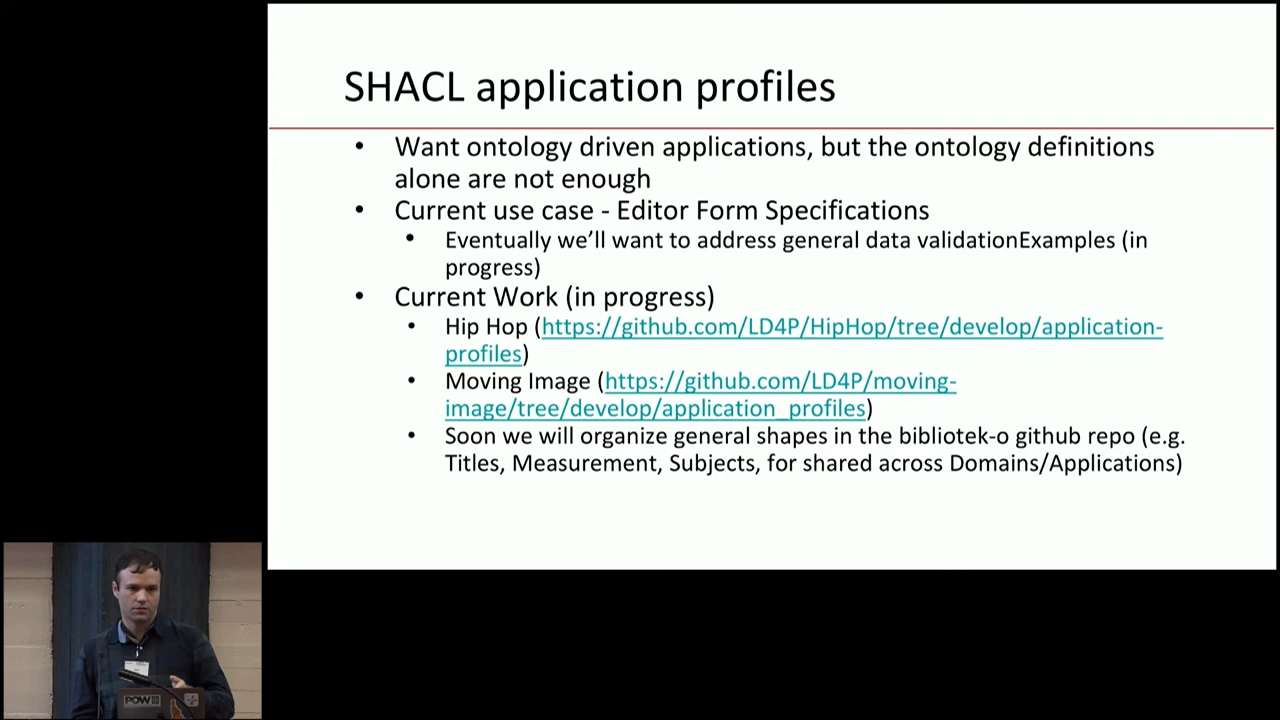 SHACL application profiles
• Want ontology driven applications, but the ontology definitions
alone are not enough
• Current use case - Editor Form Specifications
• Eventually we’ll want to address general data validationExamples (in
progress)
• Current Work (in progress)
• Hip Hop (https://github.com/LD4P/HipHop/tree/develop/application-
profiles)
• Moving Image (https://github.com/LD4P/moving-
image/tree/develop/application_profiles)
• Soon we will organize general shapes in the bibliotek-o github repo (e.g.
Titles, Measurement, Subjects, for shared across Domains/Applications)
POW